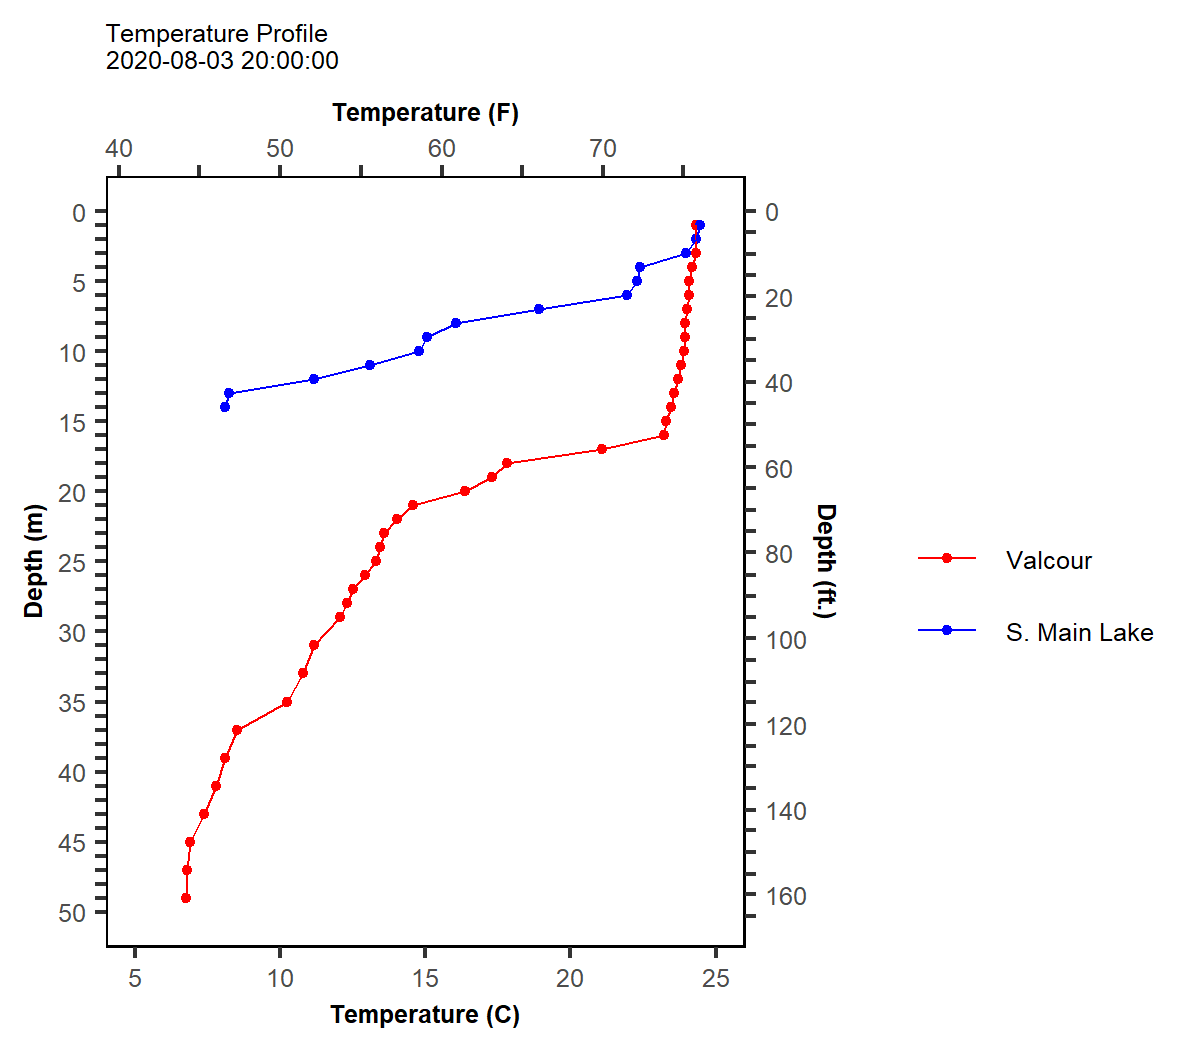 Temperature Profile
2020-08-03 20:00:00
Temperature (F)
40 50 60 70
0
5
10
15
20
25
30
35
40
45
50
Depth (m)
0
20
40
60
80
100
120
140
160
Depth (ft.)
Valcour
S. Main Lake
5 10 15 20 25
Temperature (C)